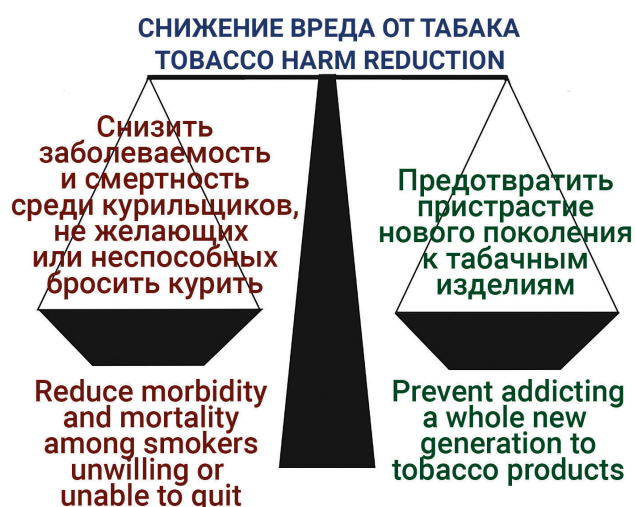 СНИЖЕНИЕ ВРЕДА ОТ ТАБАКА
TOBACCO HARM REDUCTION
Снизить
заболеваемость
и смертность
среди курильщиков,
не желающих
или неспособных
бросить курить
Предотвратить
пристрастие
нового поколения
к табачным
изделиям
Reduce morbidity
and mortality
among smokers
unwilling or
unable to quit
Prevent addicting
a whole new
generation to
tobacco products